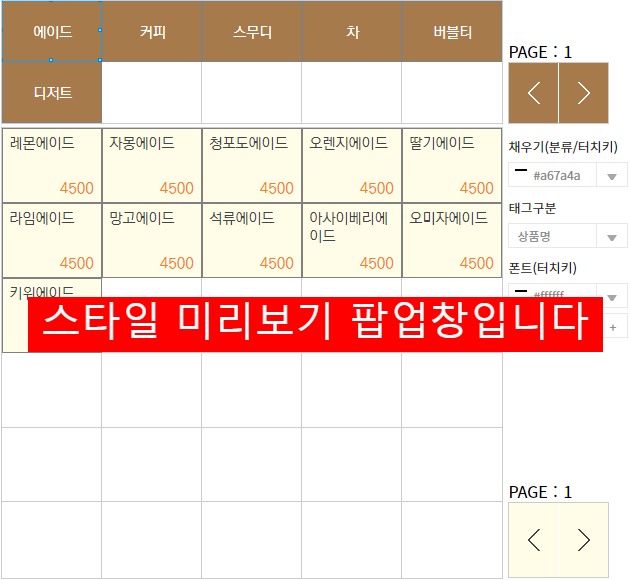 에이드 커피 스무디 차 버블티
디저트
PAGE : 1
채우기(분류/터치키)
#a67a4a
태그구분
상품명
폰트(터치키)
#ffffff
+
레몬에이드 자몽에이드 청포도에이드 오렌지에이드 딸기에이드
4500 4500 4500 4500 4500
라임에이드 망고에이드 석류에이드 아사이베리에 오미자에이드
이드
4500 4500 4500 4500 4500
키위에이드
스타일 미리보기 팝업창입니다
PAGE : 1